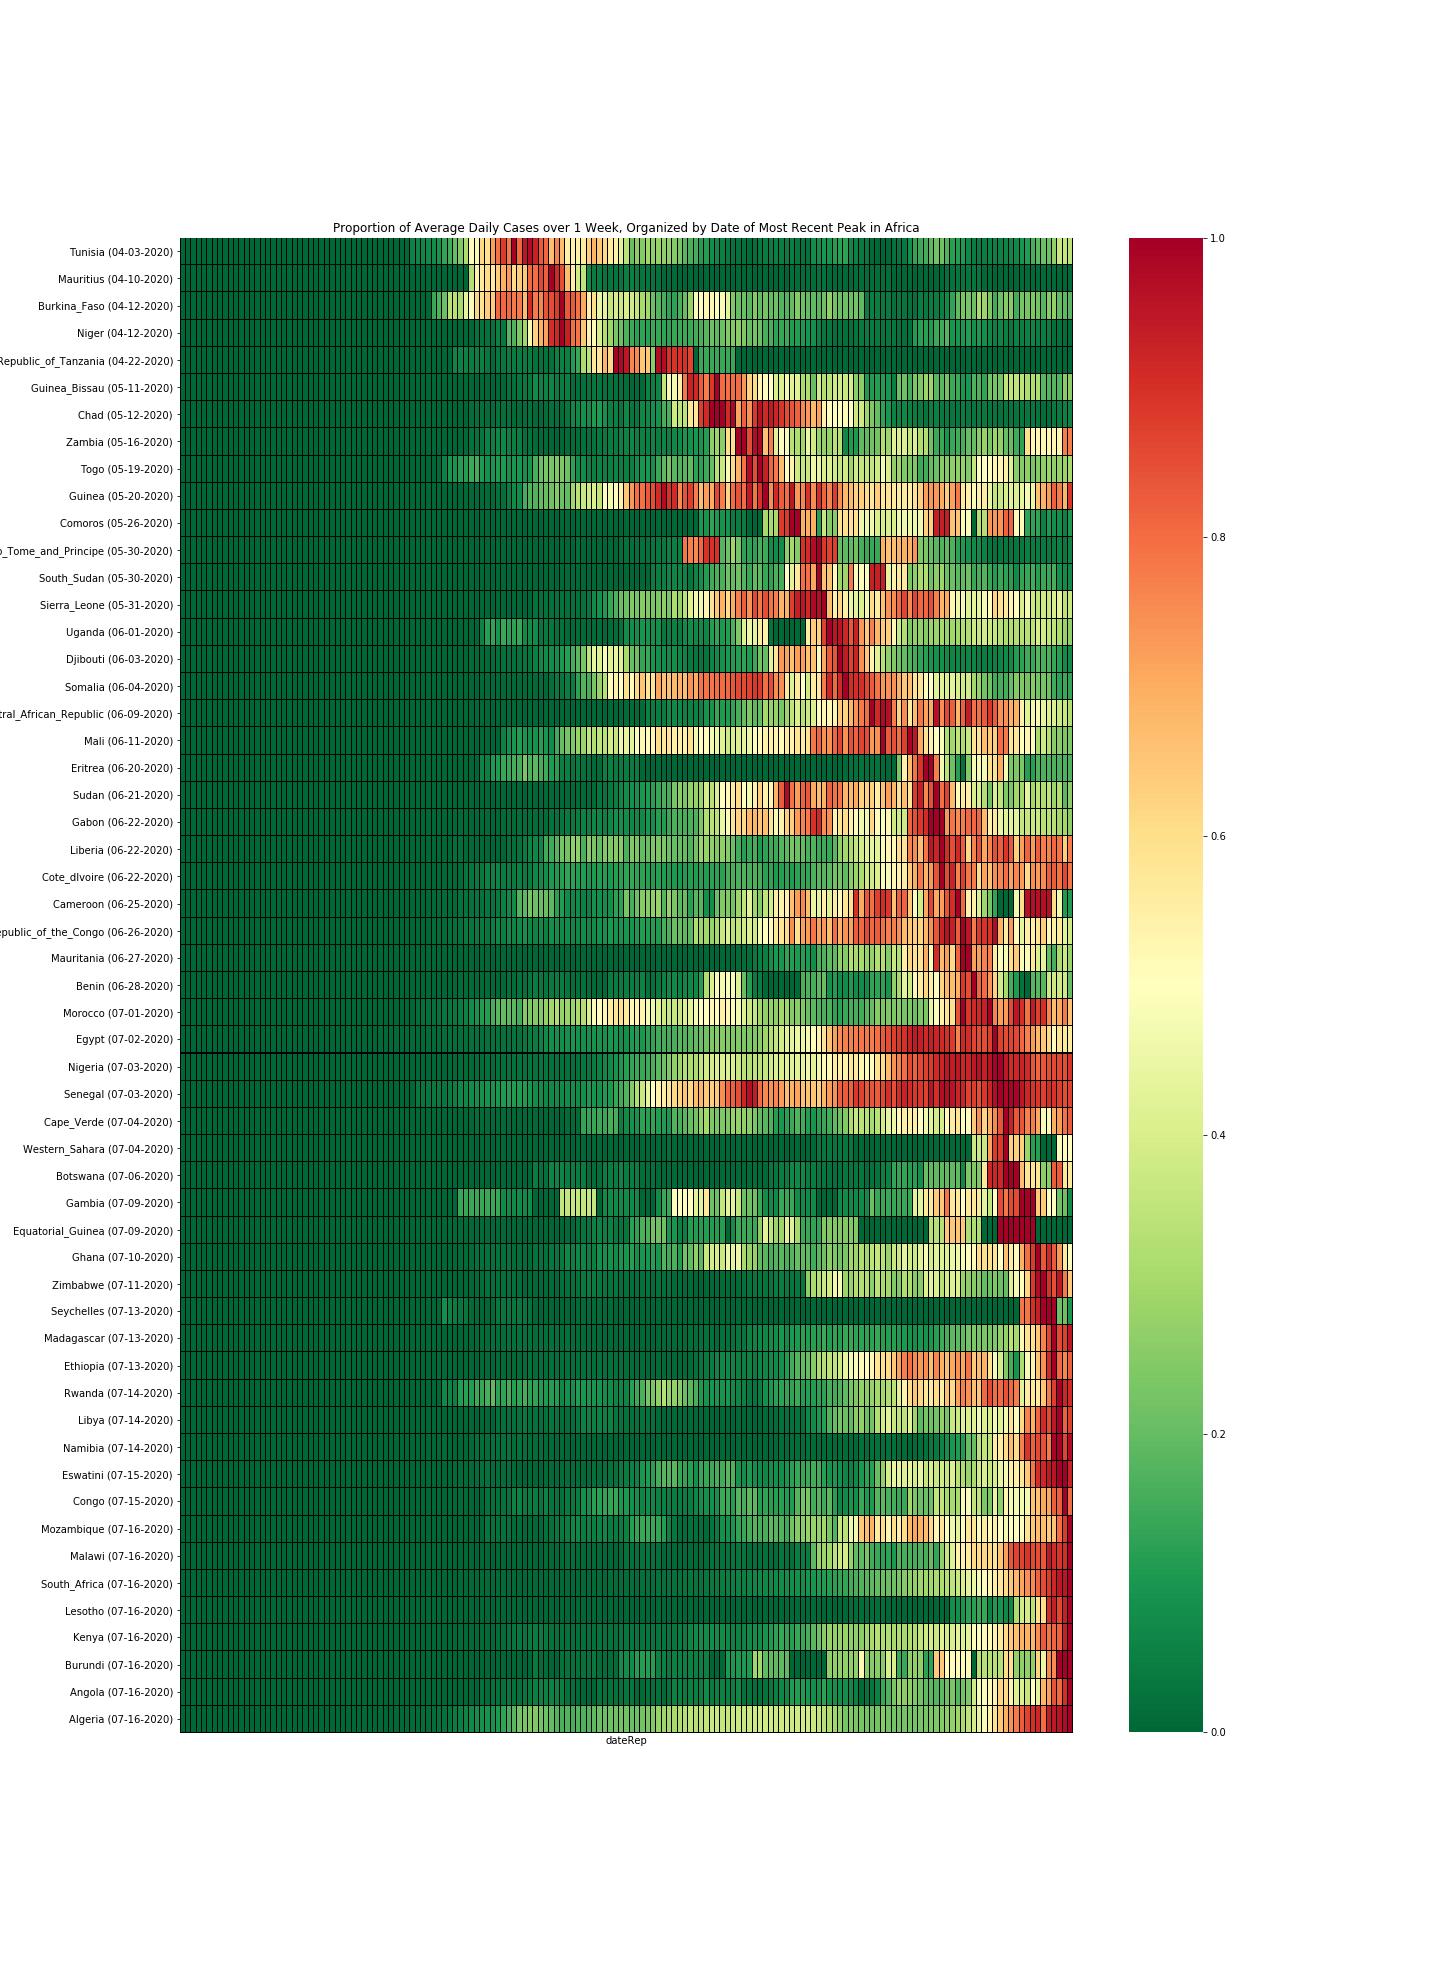 Proportion of Average Daily Cases over 1 Week, Organized by Date of Most Recent Peak in Africa
Tunisia (04-03-2020)
Mauritius (04-10-2020)
Burkina_Faso (04-12-2020)
Niger (04-12-2020)
Republic_of_Tanzania (04-22-2020)
Guinea_Bissau (05-11-2020)
Chad (05-12-2020)
Zambia (05-16-2020)
Togo (05-19-2020)
Guinea (05-20-2020)
Comoros (05-26-2020)
o_Tome_and_Principe (05-30-2020)
South_Sudan (05-30-2020)
Sierra_Leone (05-31-2020)
Uganda (06-01-2020)
Djibouti (06-03-2020)
Somalia (06-04-2020)
tral_African_Republic (06-09-2020)
Mali (06-11-2020)
Eritrea (06-20-2020)
Sudan (06-21-2020)
Gabon (06-22-2020)
Liberia (06-22-2020)
Cote_dIvoire (06-22-2020)
Cameroon (06-25-2020)
epublic_of_the_Congo (06-26-2020)
Mauritania (06-27-2020)
Benin (06-28-2020)
Morocco (07-01-2020)
Egypt (07-02-2020)
Nigeria (07-03-2020)
Senegal (07-03-2020)
Cape_Verde (07-04-2020)
Western_Sahara (07-04-2020)
Botswana (07-06-2020)
Gambia (07-09-2020)
Equatorial_Guinea (07-09-2020)
Ghana (07-10-2020)
Zimbabwe (07-11-2020)
Seychelles (07-13-2020)
Madagascar (07-13-2020)
Ethiopia (07-13-2020)
Rwanda (07-14-2020)
Libya (07-14-2020)
Namibia (07-14-2020)
Eswatini (07-15-2020)
Congo (07-15-2020)
Mozambique (07-16-2020)
Malawi (07-16-2020)
South_Africa (07-16-2020)
Lesotho (07-16-2020)
Kenya (07-16-2020)
Burundi (07-16-2020)
Angola (07-16-2020)
Algeria (07-16-2020)
dateRep
1.0
0.8
0.6
0.4
0.2
0.0